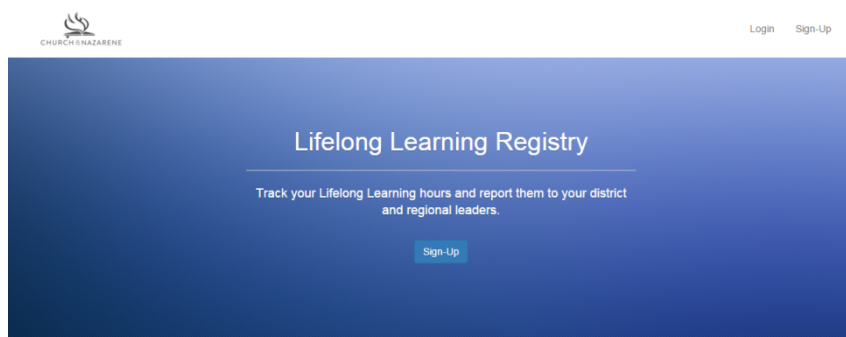 CHURCH OF THE NAZARENE
Login Sign-Up
Lifelong Learning Registry
Track your Lifelong Learning hours and report them to your district
and regional leaders.
Sign-Up